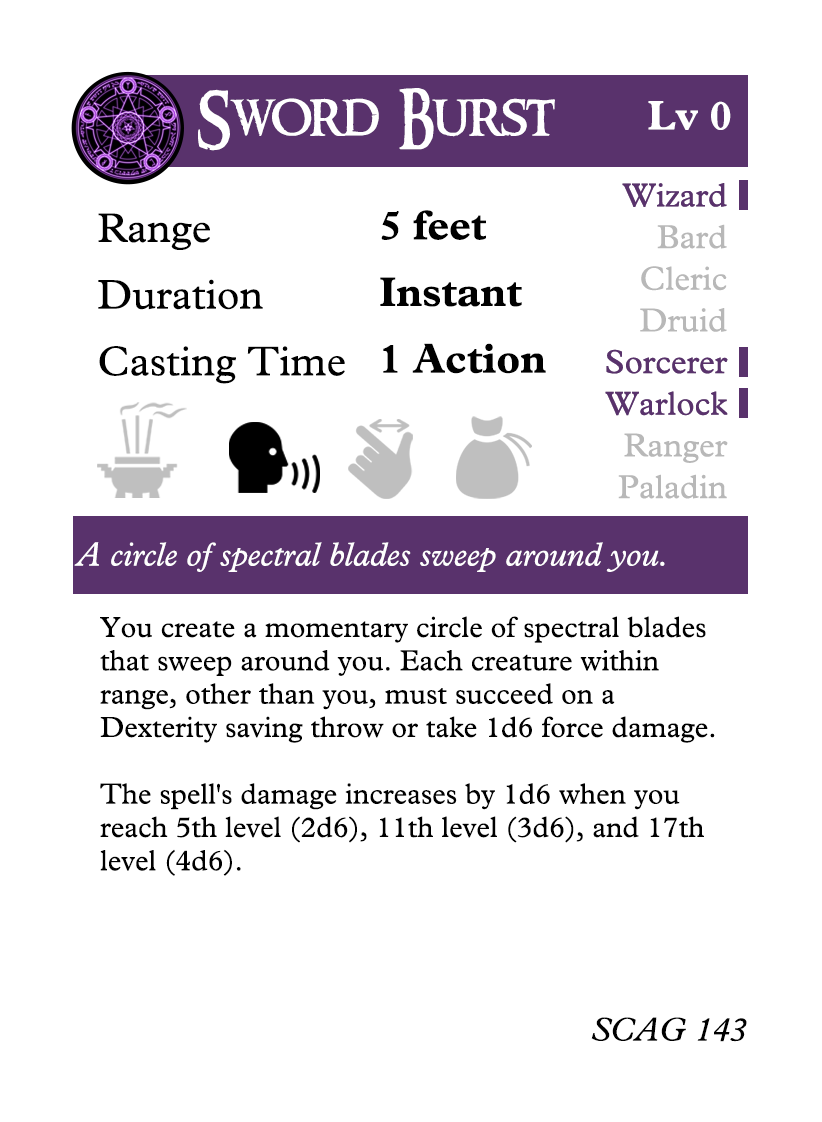 Sword Burst Lv 0
Wizard
Bard
Cleric
Druid
Sorcerer
Warlock
Ranger
Paladin
Range 5 feet
Duration Instant
Casting Time 1 Action
A circle of spectral blades sweep around you.
You create a momentary circle of spectral blades
that sweep around you. Each creature within
range, other than you, must succeed on a
Dexterity saving throw or take 1d6 force damage.
The spell's damage increases by 1d6 when you
reach 5th level (2d6), 11th level (3d6), and 17th
level (4d6).
SCAG 143